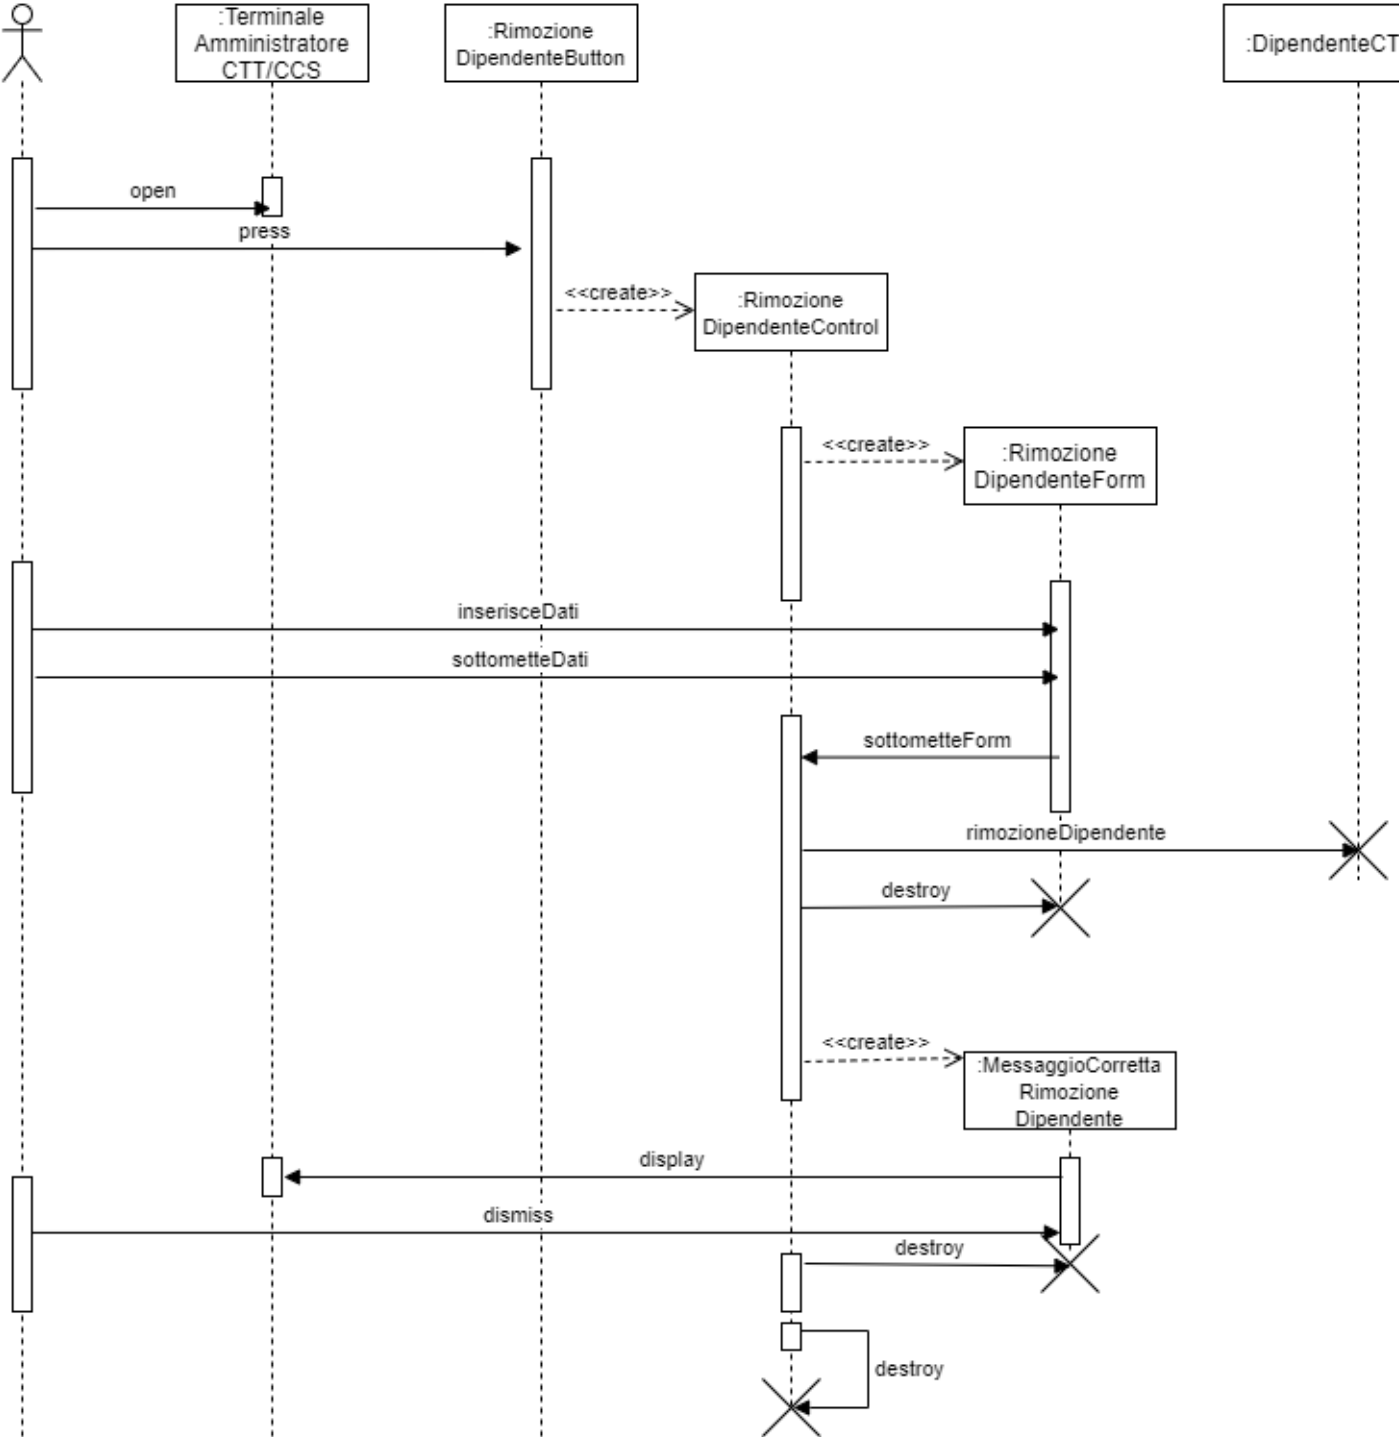 :Terminale
Amministratore
CTT/CCS
:Rimozione
DipendenteButton
:DipendenteCT
open
press
<<create>>
:Rimozione
DipendenteControl
<<create>>
:Rimozione
DipendenteForm
inserisceDati
sottometteDati
sottometteForm
rimozioneDipendente
destroy
<<create>>
:MessaggioCorretta
Rimozione
Dipendente
display
dismiss
destroy
destroy